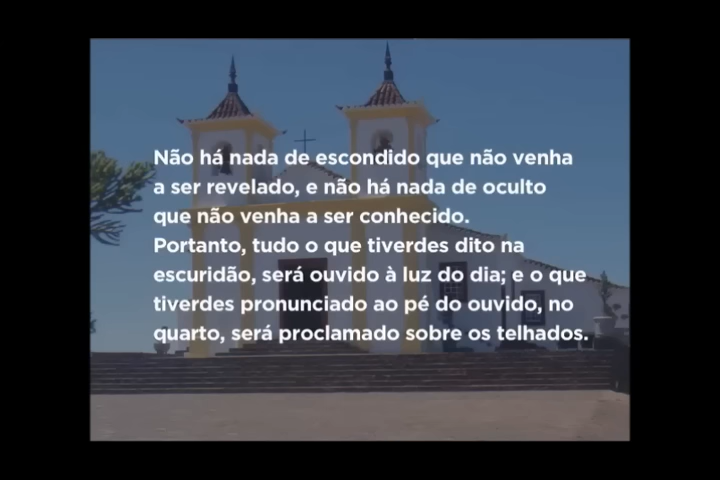 Não há nada de escondido que não venha
a ser revelado, e não há nada de oculto
que não venha a ser conhecido.
Portanto, tudo o que tiverdes dito na
escuridão, será ouvido à luz do dia; e o que
tiverdes pronunciado ao pé do ouvido, no
quarto, será proclamado sobre os telhados.